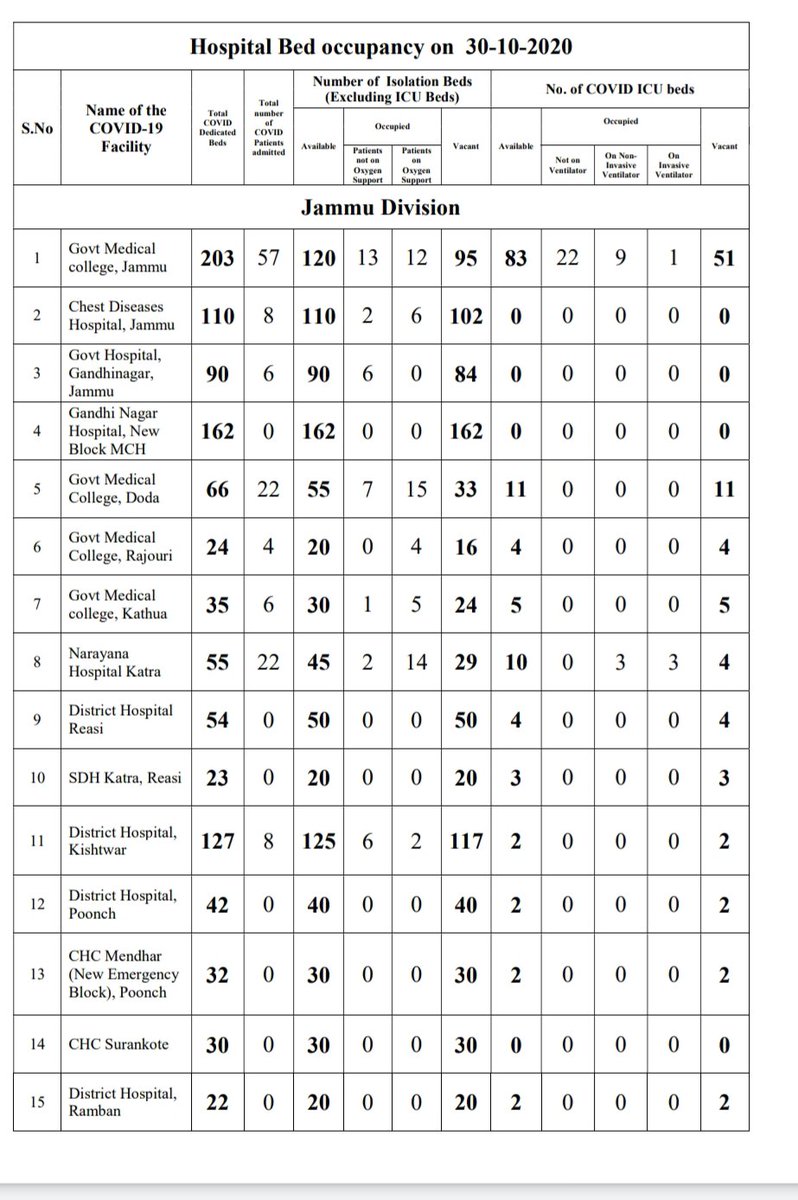 Hospital Bed occupancy on 30-10-2020
S.No
Name of the
COVID-19
Facility
Total
COVID
Dedicated
Beds
Total
number
of
COVID
Patients
admitted
Number of Isolation Beds
(Excluding ICU Beds)
No. of COVID ICU beds
Available
Occupied
Vacant
Available
Occupied
Vacant
Patients
not on
Oxygen
Support
Patients
on
Oxygen
Support
Not on
Ventilator
On Non-
Invasive
Ventilator
On
Invasive
Ventilator
Jammu Division
1 Govt Medical
college, Jammu 203 57 120 13 12 95 83 22 9 1 51
2 Chest Diseases
Hospital, Jammu 110 8 110 2 6 102 0 0 0 0 0
3 Govt Hospital,
Gandhinagar,
Jammu 90 6 90 6 0 84 0 0 0 0 0
4 Gandhi Nagar
Hospital, New
Block MCH 162 0 162 0 0 162 0 0 0 0 0
5 Govt Medical
College, Doda 66 22 55 7 15 33 11 0 0 0 11
6 Govt Medical
College, Rajouri 24 4 20 0 4 16 4 0 0 0 4
7 Govt Medical
college, Kathua 35 6 30 1 5 24 5 0 0 0 5
8 Narayana
Hospital Katra 55 22 45 2 14 29 10 0 3 3 4
9 District Hospital
Reasi 54 0 50 0 0 50 4 0 0 0 4
10 SDH Katra, Reasi 23 0 20 0 0 20 3 0 0 0 3
11 District Hospital,
Kishtwar 127 8 125 6 2 117 2 0 0 0 2
12 District Hospital,
Poonch 42 0 40 0 0 40 2 0 0 0 2
13 CHC Mendhar
(New Emergency
Block), Poonch 32 0 30 0 0 30 2 0 0 0 2
14 CHC Surankote 30 0 30 0 0 30 0 0 0 0 0
15 District Hospital,
Ramban 22 0 20 0 0 20 2 0 0 0 2